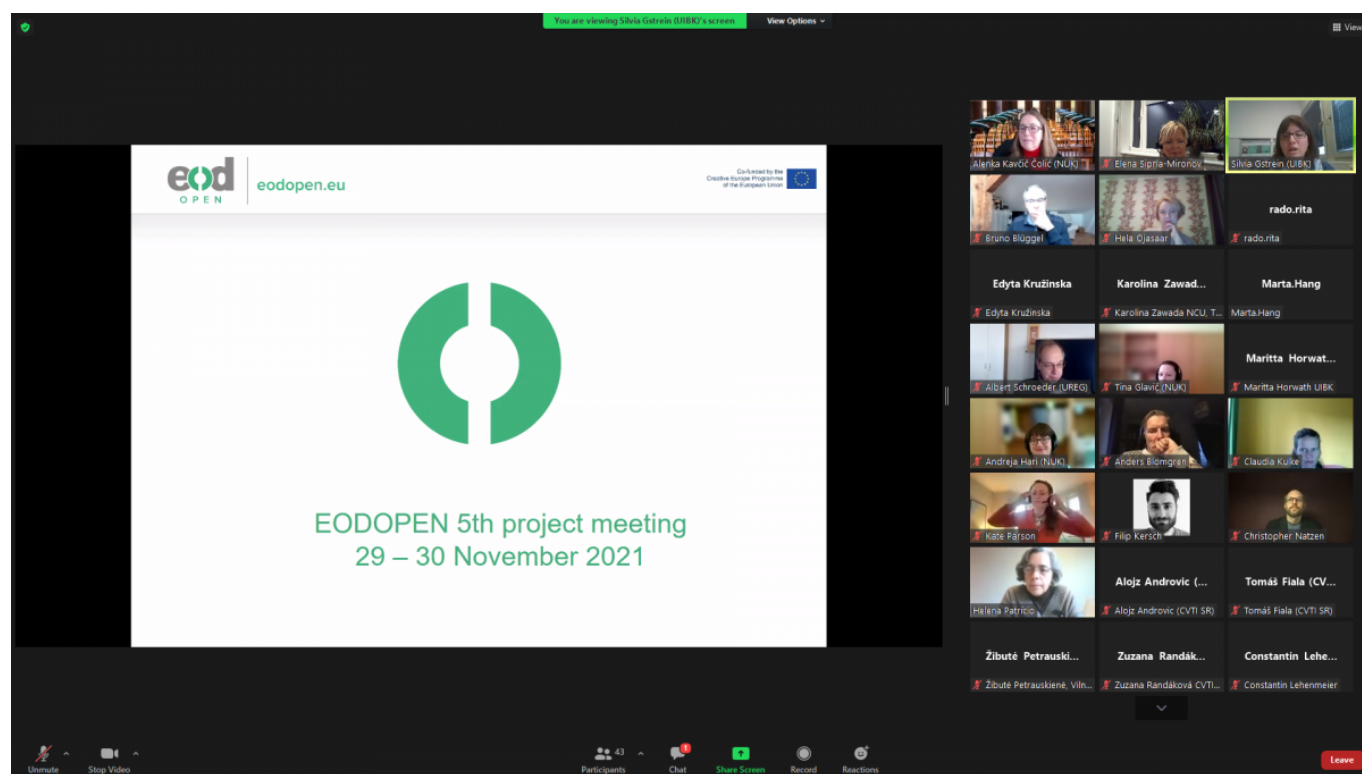 You are viewing Silvia Gstrein (UIBK)'s screen
View Options
View
eod
OPEN
eodopen.eu
Co-funded by the
Creative Europe Programme
of the European Union
EODOPEN 5th project meeting
29 – 30 November 2021
Alenka Kavčič Čolić (NUK)
Elena Sipria-Mironov
Silvia Gstrein (UIBK)
Bruno Blüggel
Hela Ojasaar
rado.rita
rado.rita
Edyta Kružinska
Karolina Zawad...
Marta.Hang
Edyta Kružinska
Karolina Zawada NCU, T...
Marta.Hang
Albert Schroeder (UREG)
Tina Glavič (NUK)
Maritta Horwat...
Maritta Horwath UIBK
Andreja Hari (NUK)
Anders Blomgren
Claudia Kulke
Kate Parson
Filip Kersch
Christopher Natzen
Helena Patrício
Alojz Androvic (...
Tomáš Fiala (CV...
Alojz Androvic (CVTI SR)
Tomáš Fiala (CVTI SR)
Žibutė Petrauski...
Zuzana Randák...
Constantin Lehe...
Žibutė Petrauskienė, Viln...
Zuzana Randáková CVTI...
Constantin Lehenmeier
Unmute
Stop Video
Participants
43
Chat
1
Share Screen
Record
Reactions
Leave